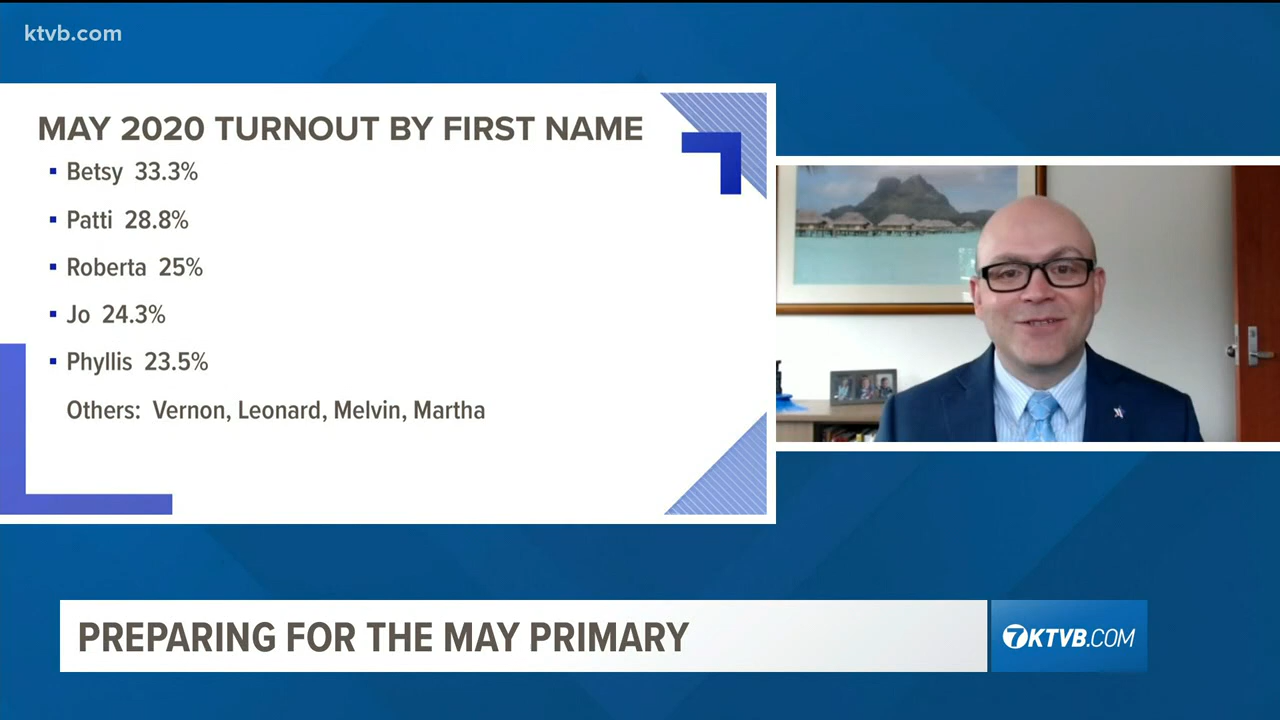 ktvb.com
MAY 2020 TURNOUT BY FIRST NAME
▪ Betsy 33.3%
▪ Patti 28.8%
▪ Roberta 25%
▪ Jo 24.3%
▪ Phyllis 23.5%
Others: Vernon, Leonard, Melvin, Martha
PREPARING FOR THE MAY PRIMARY
7KTVB.COM